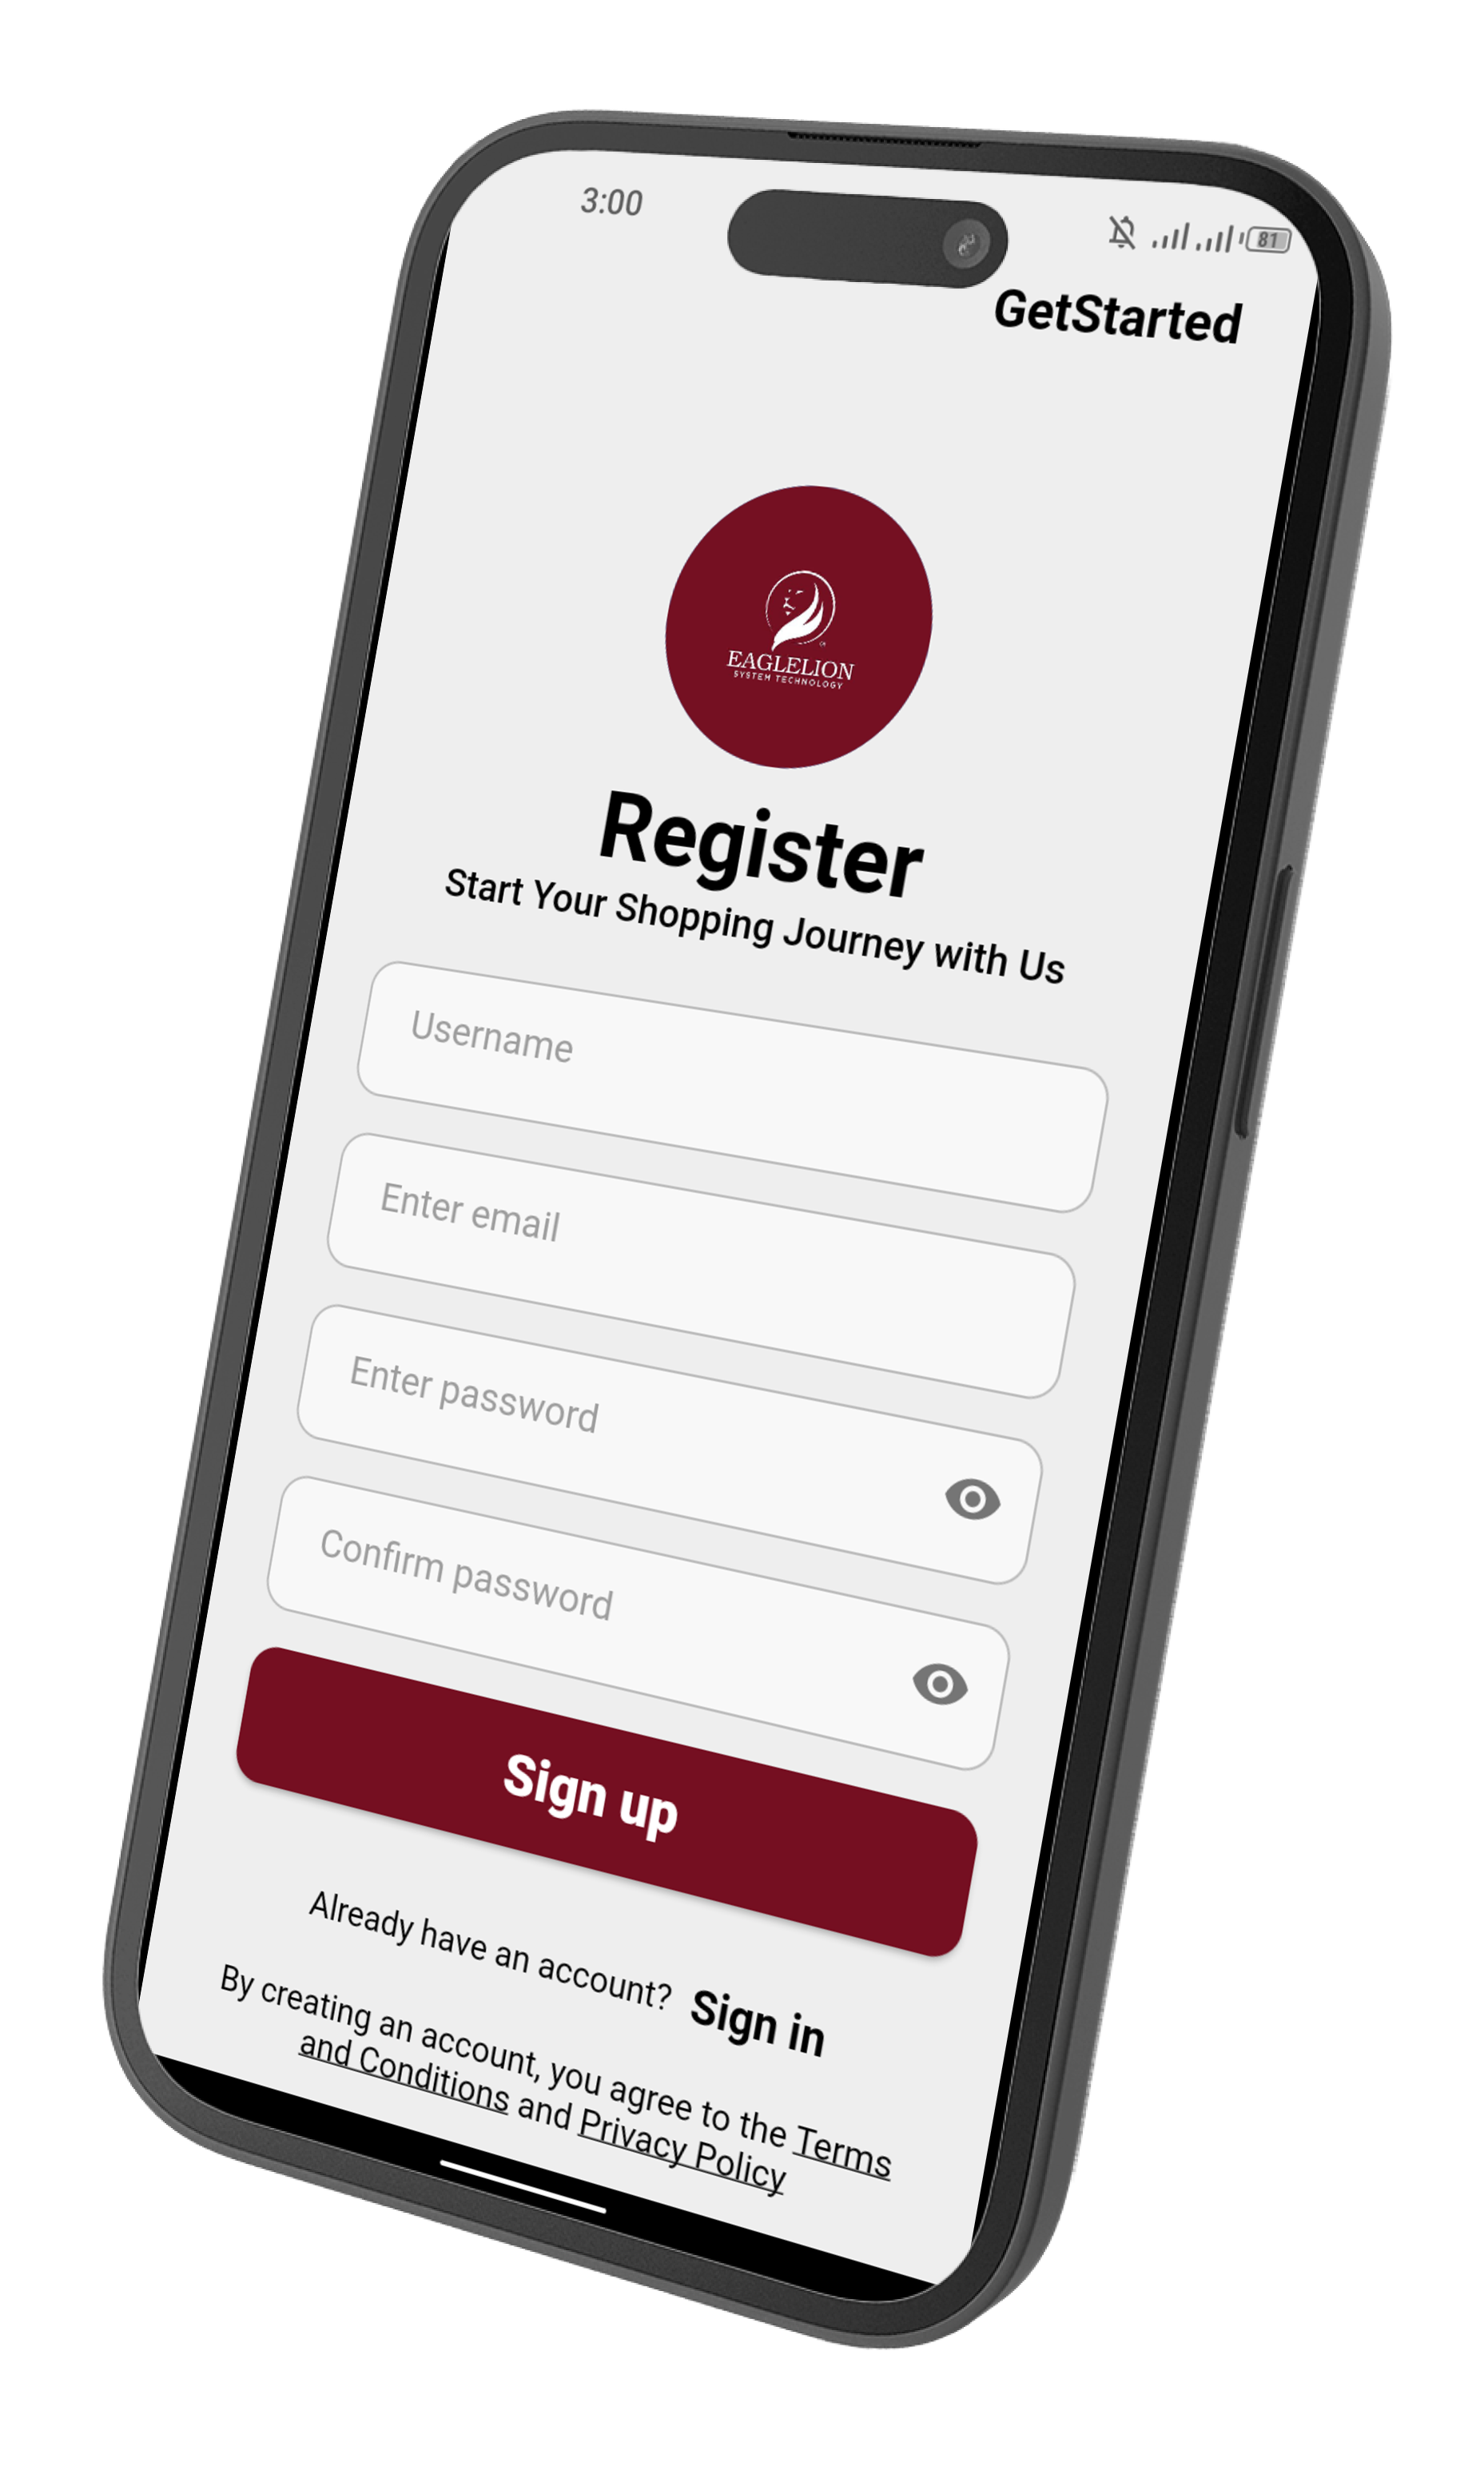 3:00
81
GetStarted
EAGLELION
SYSTEM TECHNOLOGY
Register
Start Your Shopping Journey with Us
Username
Enter email
Enter password
Confirm password
Sign up
Already have an account? Sign in
By creating an account, you agree to the Terms
and Conditions and Privacy Policy